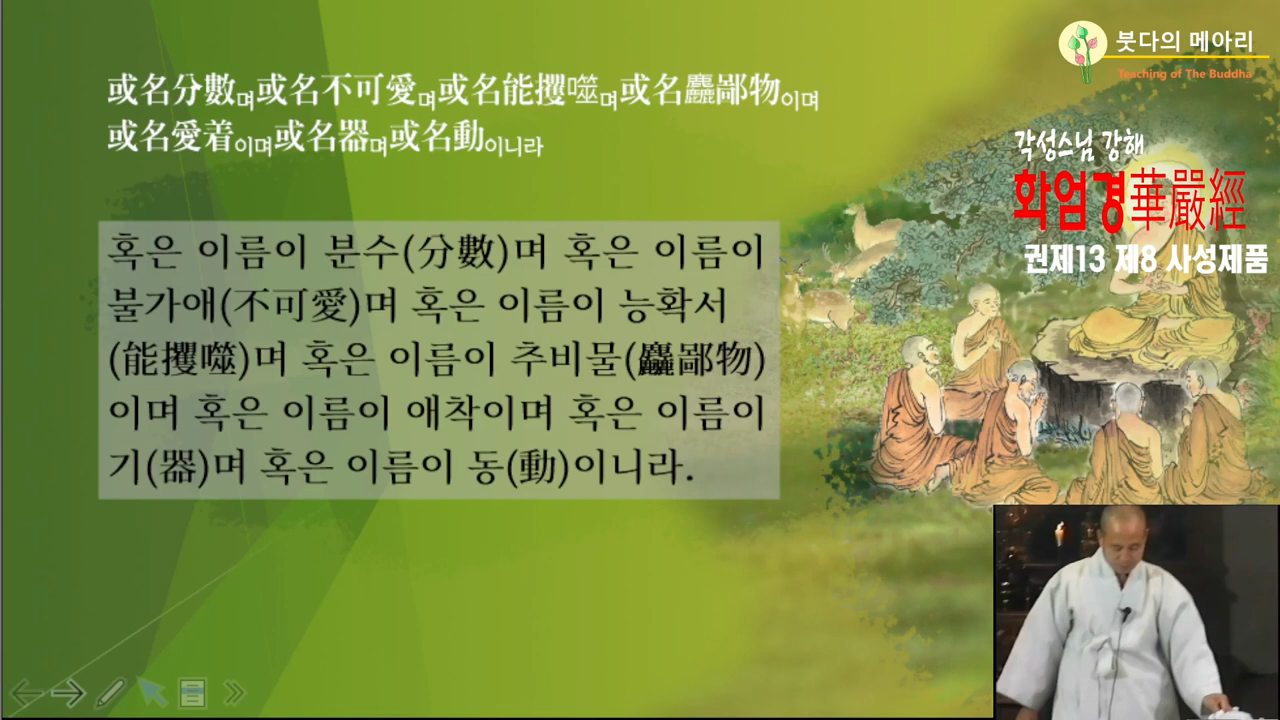 붓다의 메아리
Teaching of The Buddha
或名分數며或名不可愛며或名能攫噬며或名麤鄙物이며
或名愛着이며或名器며或名動이니라
각성스님 강해
화엄경華嚴經
권제13 제8 사성제품
혹은 이름이 분수(分數)며 혹은 이름이
불가애(不可愛)며 혹은 이름이 능확서
(能攫噬)며 혹은 이름이 추비물(麤鄙物)
이며 혹은 이름이 애착이며 혹은 이름이
기(器)며 혹은 이름이 동(動)이니라.